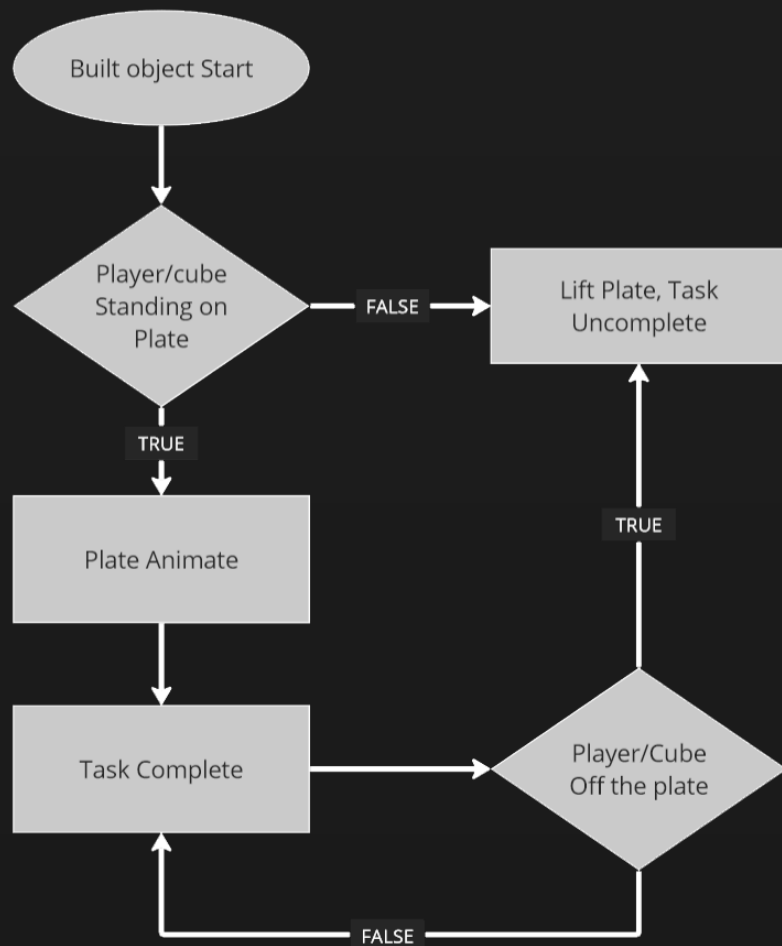 Built object Start
Player/cube
Standing on
Plate
FALSE
Lift Plate, Task
Uncomplete
TRUE
Plate Animate
TRUE
Task Complete
Player/Cube
Off the plate
FALSE